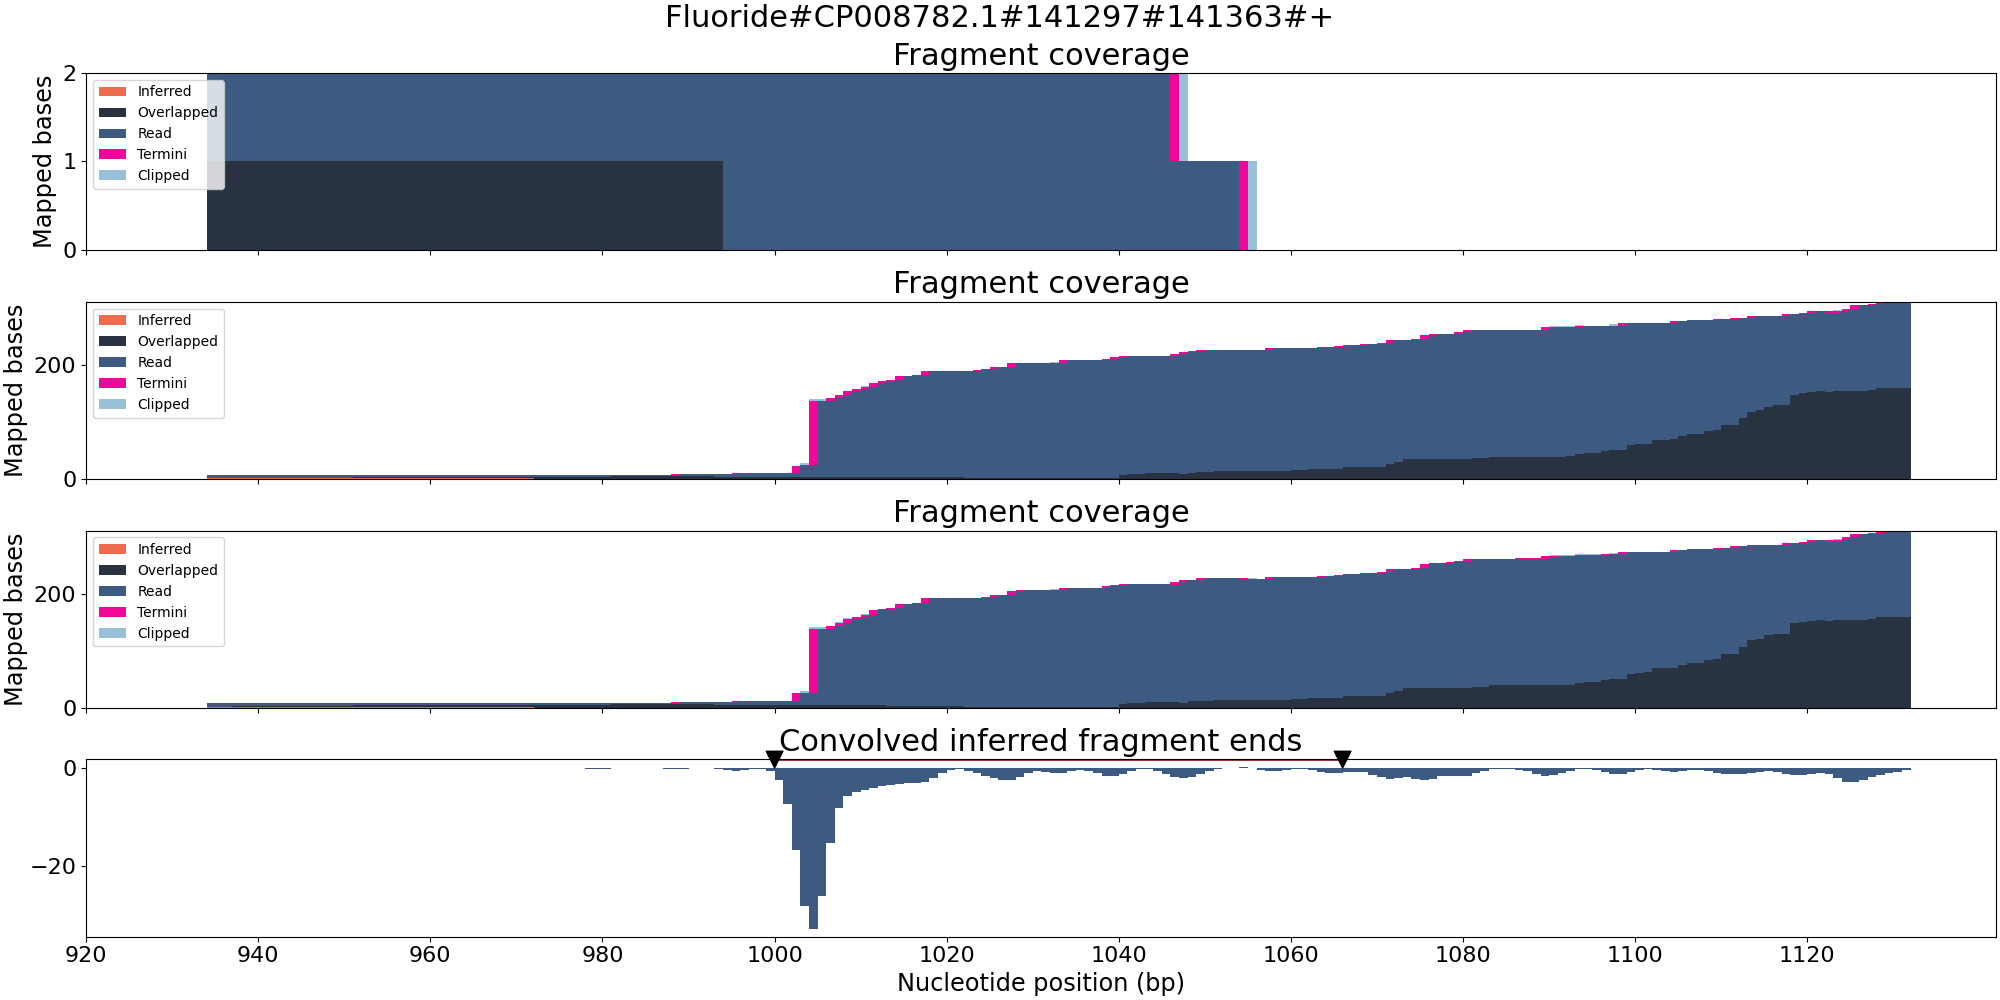 Fluoride#CP008782.1#141297#141363#+
Fragment coverage
Mapped bases
2
1
0
Inferred
Overlapped
Read
Termini
Clipped
Fragment coverage
Mapped bases
200
0
Inferred
Overlapped
Read
Termini
Clipped
Fragment coverage
Mapped bases
200
0
Inferred
Overlapped
Read
Termini
Clipped
Convolved inferred fragment ends
0
−20
920 940 960 980 1000 1020 1040 1060 1080 1100 1120
Nucleotide position (bp)